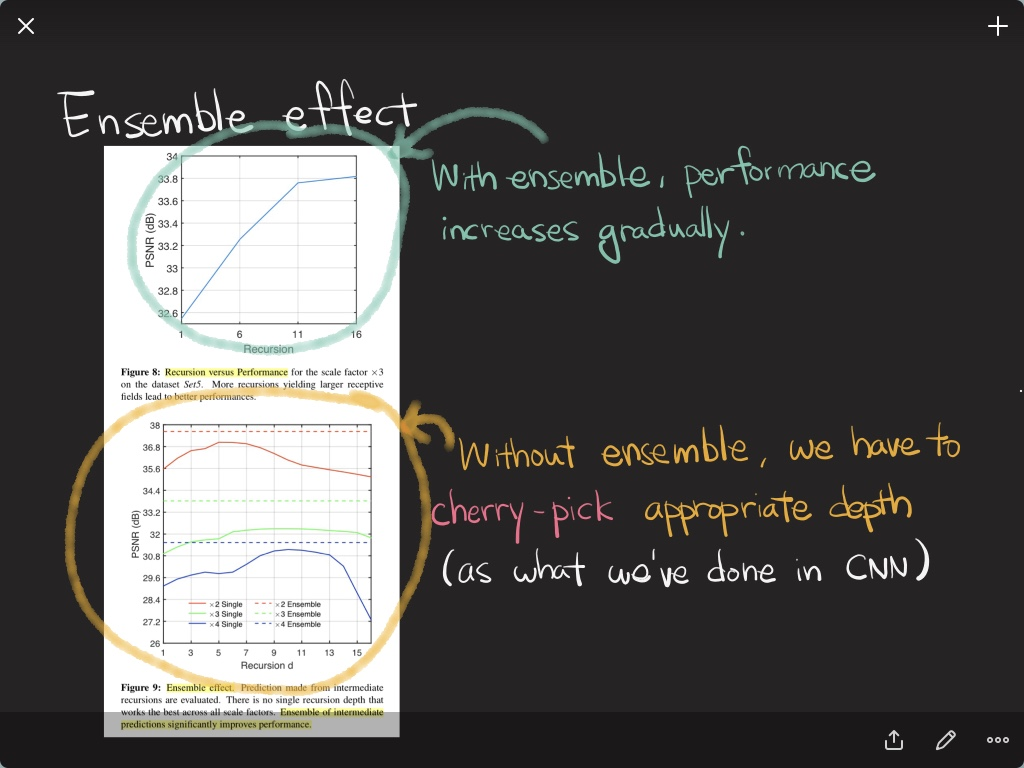 Ensemble effect
With ensemble, performance
increases gradually.
34
33.8
33.6
33.4
33.2
33
32.8
32.6
PSNR (dB)
1 6 11 16
Recursion
Figure 8: Recursion versus Performance for the scale factor ×3
on the dataset Set5. More recursions yielding larger receptive
fields lead to better performances.
Without ensemble, we have to
cherry-pick appropriate depth
(as what we've done in CNN)
38
36.8
35.6
34.4
33.2
32
30.8
29.6
28.4
27.2
26
PSNR (dB)
×2 Single ×2 Ensemble
×3 Single ×3 Ensemble
×4 Single ×4 Ensemble
1 3 5 7 9 11 13 15
Recursion d
Figure 9: Ensemble effect. Prediction made from intermediate
recursions are evaluated. There is no single recursion depth that
works the best across all scale factors. Ensemble of intermediate
predictions significantly improves performance.